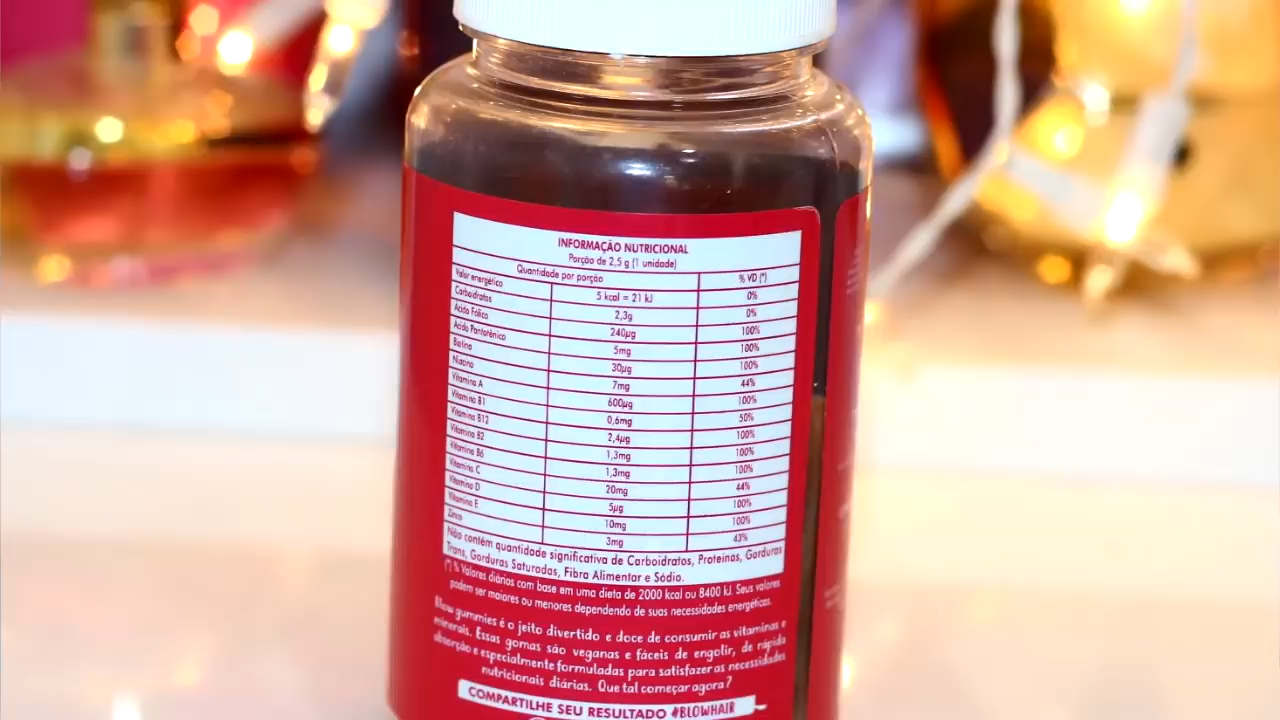 INFORMAÇÃO NUTRICIONAL
Porção de 2,5 g (1 unidade)
Quantidade por porção % VD (*)
Valor energético 5 kcal = 21 kJ 0%
Carboidratos 2,3g 0%
Ácido Fólico 240µg 100%
Ácido Pantotênico 5mg 100%
Biotina 30µg 100%
Niacina 7mg 44%
Vitamina A 600µg 100%
Vitamina B1 0,6mg 50%
Vitamina B12 2,4µg 100%
Vitamina B2 1,3mg 100%
Vitamina B6 1,3mg 100%
Vitamina C 20mg 44%
Vitamina D 5µg 100%
Vitamina E 10mg 100%
Zinco 3mg 43%
Não contêm quantidade significativa de Carboidratos, Proteínas, Gorduras
Trans, Gorduras Saturadas, Fibra Alimentar e Sódio.
(*) % Valores diários com base em uma dieta de 2000 kcal ou 8400 kJ. Seus valores
podem ser maiores ou menores dependendo de suas necessidades energéticas.
Blow gummies é o jeito divertido e doce de consumir as vitaminas e
minerais. Essas gomas são veganas e fáceis de engolir, de rápida
absorção e especialmente formuladas para satisfazer as necessidades
nutricionais diárias. Que tal começar agora?
COMPARTILHE SEU RESULTADO #BLOWHAIR